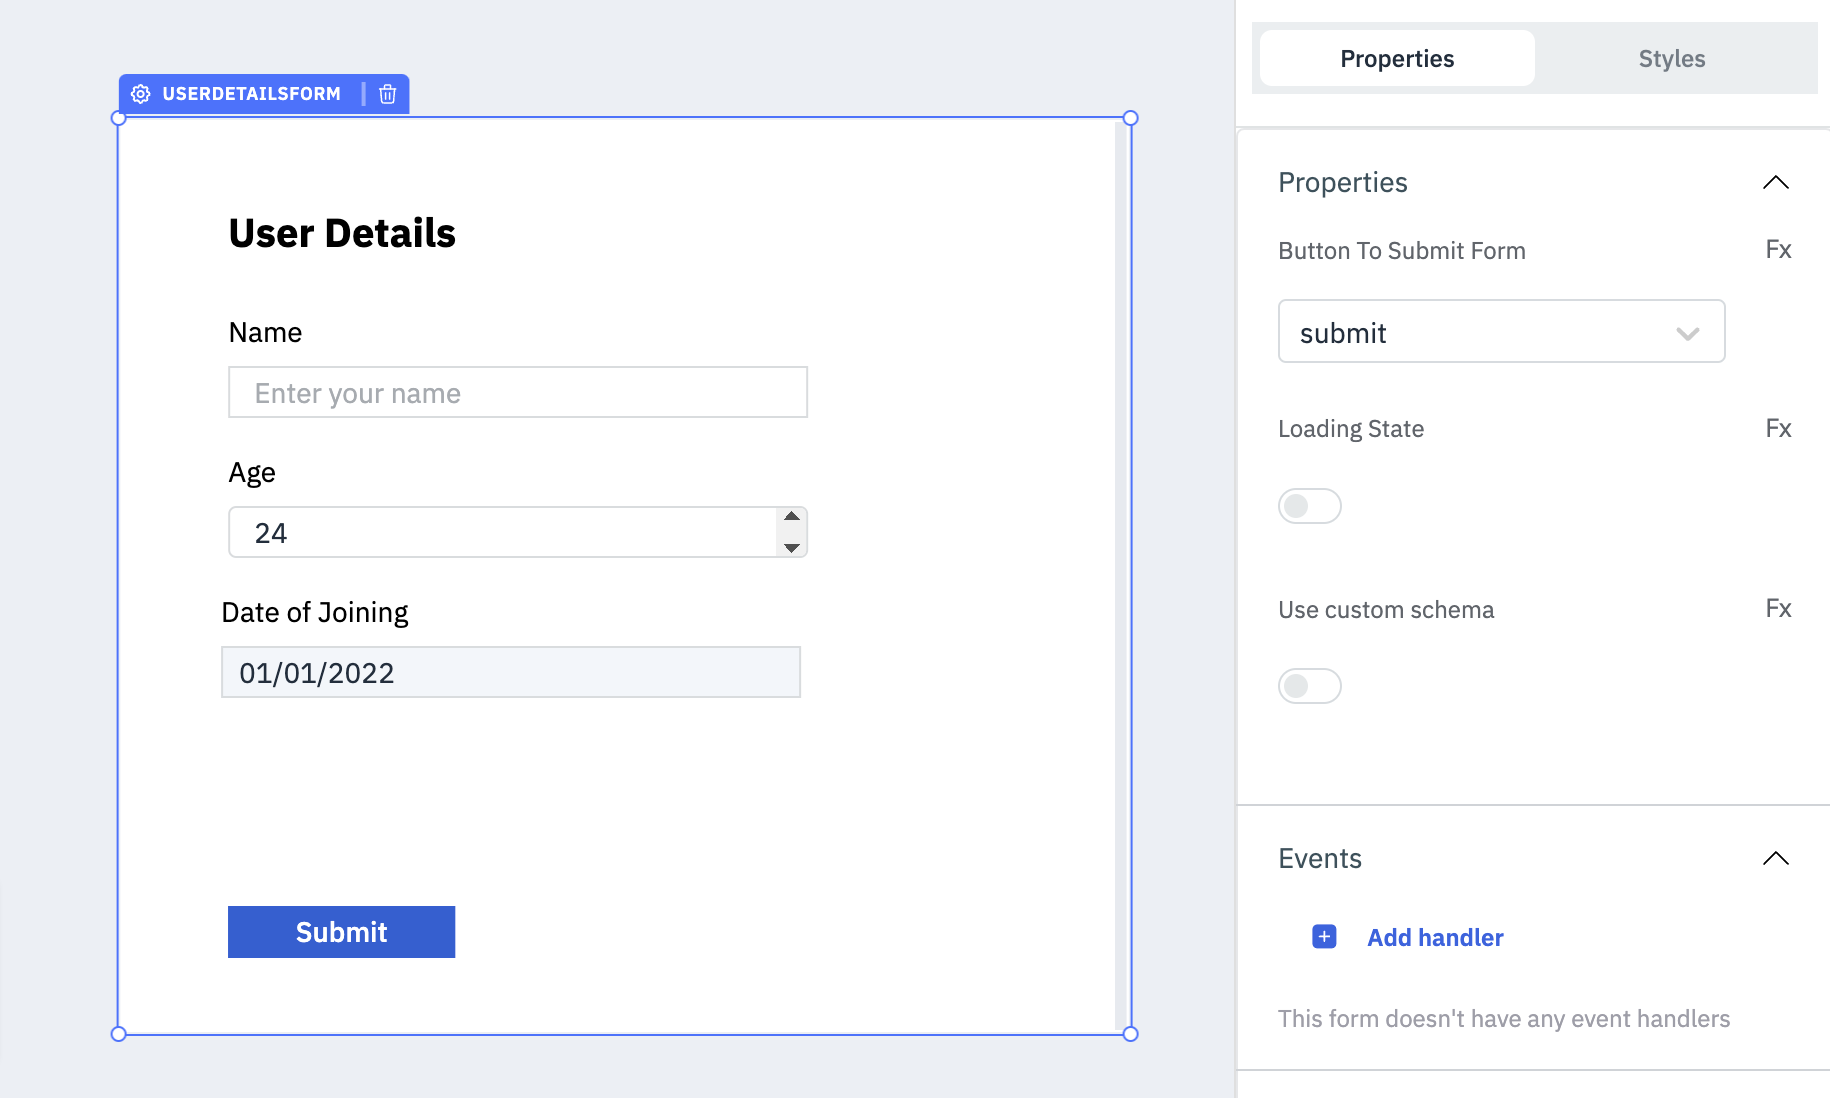 USERDETAILSFORM
User Details
Name
Enter your name
Age
24
Date of Joining
01/01/2022
Submit
Properties
Styles
Properties
Button To Submit Form
Fx
submit
Loading State
Fx
Use custom schema
Fx
Events
Add handler
This form doesn't have any event handlers